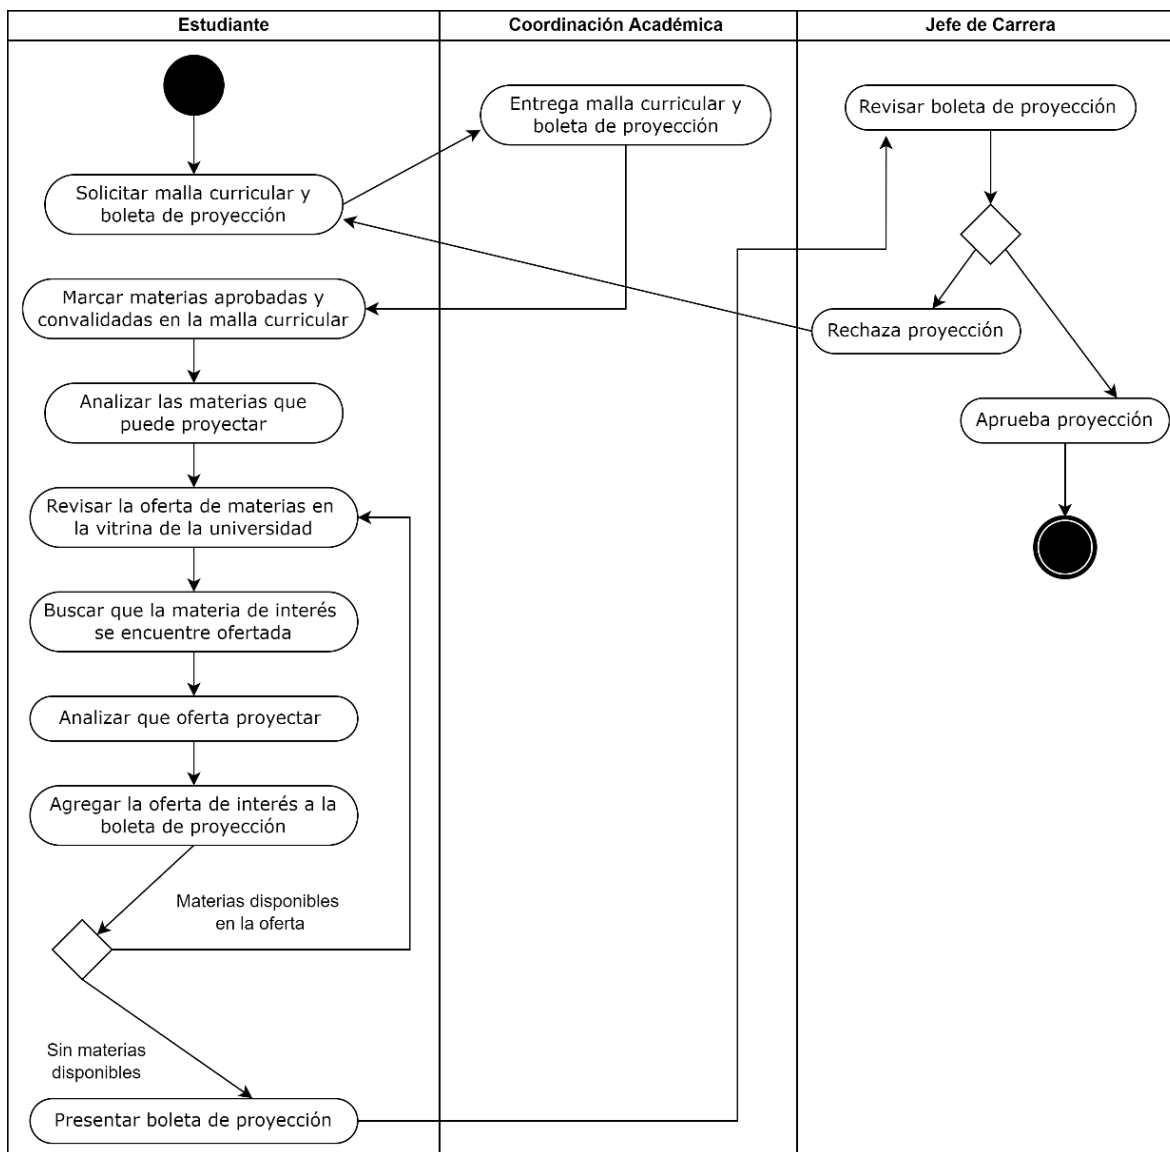 Estudiante
Coordinación Académica
Jefe de Carrera
Solicitar malla curricular y
boleta de proyección
Marcar materias aprobadas y
convalidadas en la malla curricular
Analizar las materias que
puede proyectar
Revisar la oferta de materias en
la vitrina de la universidad
Buscar que la materia de interés
se encuentre ofertada
Analizar que oferta proyectar
Agregar la oferta de interés a la
boleta de proyección
Materias disponibles
en la oferta
Sin materias
disponibles
Presentar boleta de proyección
Entrega malla curricular y
boleta de proyección
Revisar boleta de proyección
Rechaza proyección
Aprueba proyección